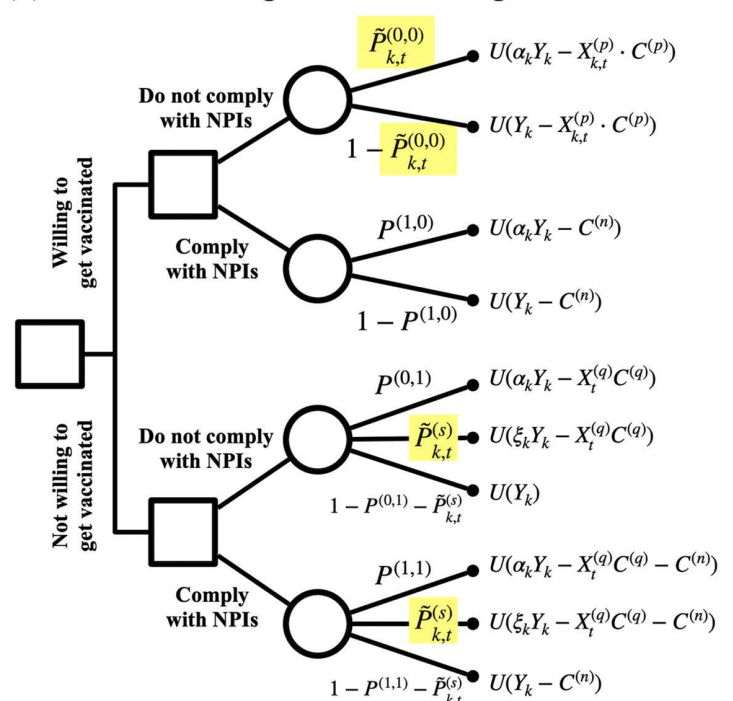 P̃_{k,t}^{(0,0)}
U(α_k Y_k − X_{k,t}^{(p)} · C^{(p)})
Do not comply
with NPIs
1 − P̃_{k,t}^{(0,0)}
U(Y_k − X_{k,t}^{(p)} · C^{(p)})
Willing to
get vaccinated
Comply
with NPIs
P^{(1,0)}
U(α_k Y_k − C^{(n)})
1 − P^{(1,0)}
U(Y_k − C^{(n)})
Not willing to
get vaccinated
Do not comply
with NPIs
P^{(0,1)}
U(α_k Y_k − X_t^{(q)} C^{(q)})
P̃_{k,t}^{(s)}
U(ξ_k Y_k − X_t^{(q)} C^{(q)})
1 − P^{(0,1)} − P̃_{k,t}^{(s)}
U(Y_k)
Comply
with NPIs
P^{(1,1)}
U(α_k Y_k − X_t^{(q)} C^{(q)} − C^{(n)})
P̃_{k,t}^{(s)}
U(ξ_k Y_k − X_t^{(q)} C^{(q)} − C^{(n)})
1 − P^{(1,1)} − P̃_{k,t}^{(s)}
U(Y_k − C^{(n)})